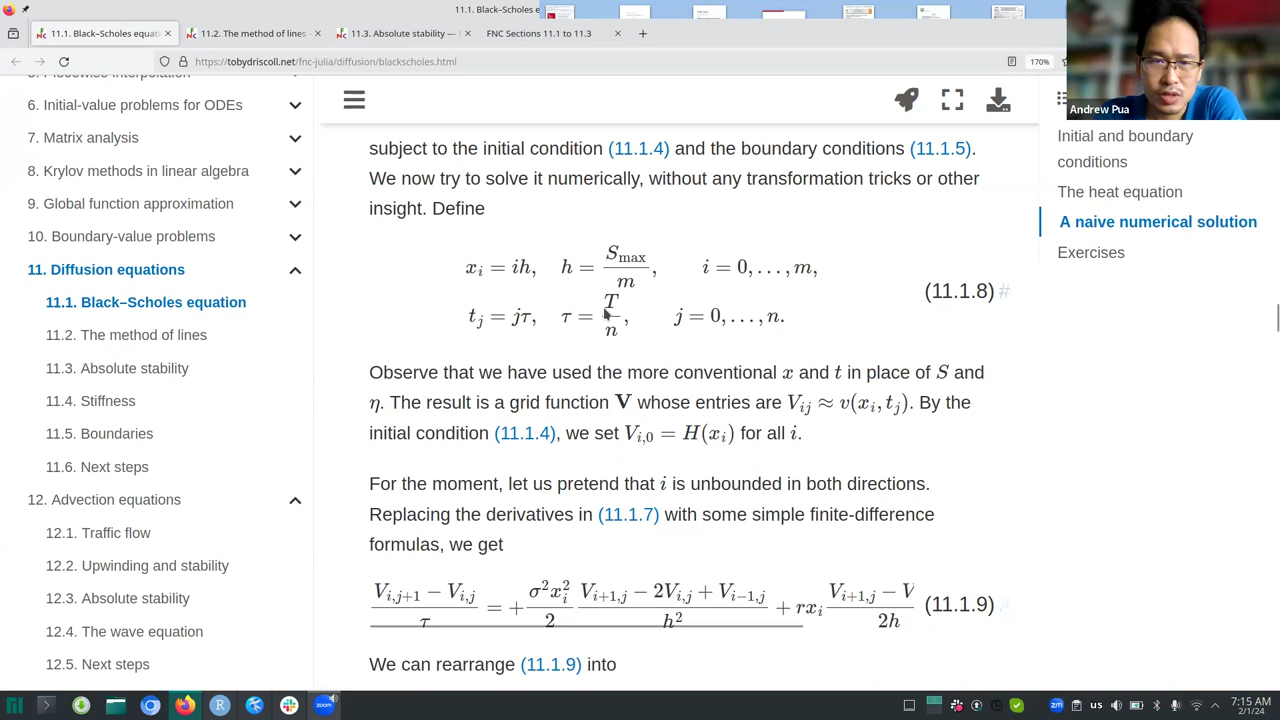 11.1. Black–Scholes e
11.1. Black–Scholes equati
11.2. The method of lines
11.3. Absolute stability —
FNC Sections 11.1 to 11.3
https://tobydriscoll.net/fnc-julia/diffusion/blackscholes.html
170%
Andrew Pua
5. Piecewise interpolation
6. Initial-value problems for ODEs
7. Matrix analysis
8. Krylov methods in linear algebra
9. Global function approximation
10. Boundary-value problems
11. Diffusion equations
11.1. Black–Scholes equation
11.2. The method of lines
11.3. Absolute stability
11.4. Stiffness
11.5. Boundaries
11.6. Next steps
12. Advection equations
12.1. Traffic flow
12.2. Upwinding and stability
12.3. Absolute stability
12.4. The wave equation
12.5. Next steps
subject to the initial condition (11.1.4) and the boundary conditions (11.1.5).
We now try to solve it numerically, without any transformation tricks or other
insight. Define
x_i = ih, h = S_max/m, i = 0, …, m,
t_j = jτ, τ = T/n, j = 0, …, n.
(11.1.8) #
Observe that we have used the more conventional x and t in place of S and
η. The result is a grid function V whose entries are V_ij ≈ v(x_i, t_j). By the
initial condition (11.1.4), we set V_i,0 = H(x_i) for all i.
For the moment, let us pretend that i is unbounded in both directions.
Replacing the derivatives in (11.1.7) with some simple finite-difference
formulas, we get
(V_i,j+1 − V_i,j)/τ = + (σ²x_i²/2) (V_i+1,j − 2V_i,j + V_i−1,j)/h² + rx_i (V_i+1,j − V)/2h (11.1.9) #
We can rearrange (11.1.9) into
Initial and boundary
conditions
The heat equation
A naive numerical solution
Exercises
zoom
zm
us
7:15 AM
2/1/24